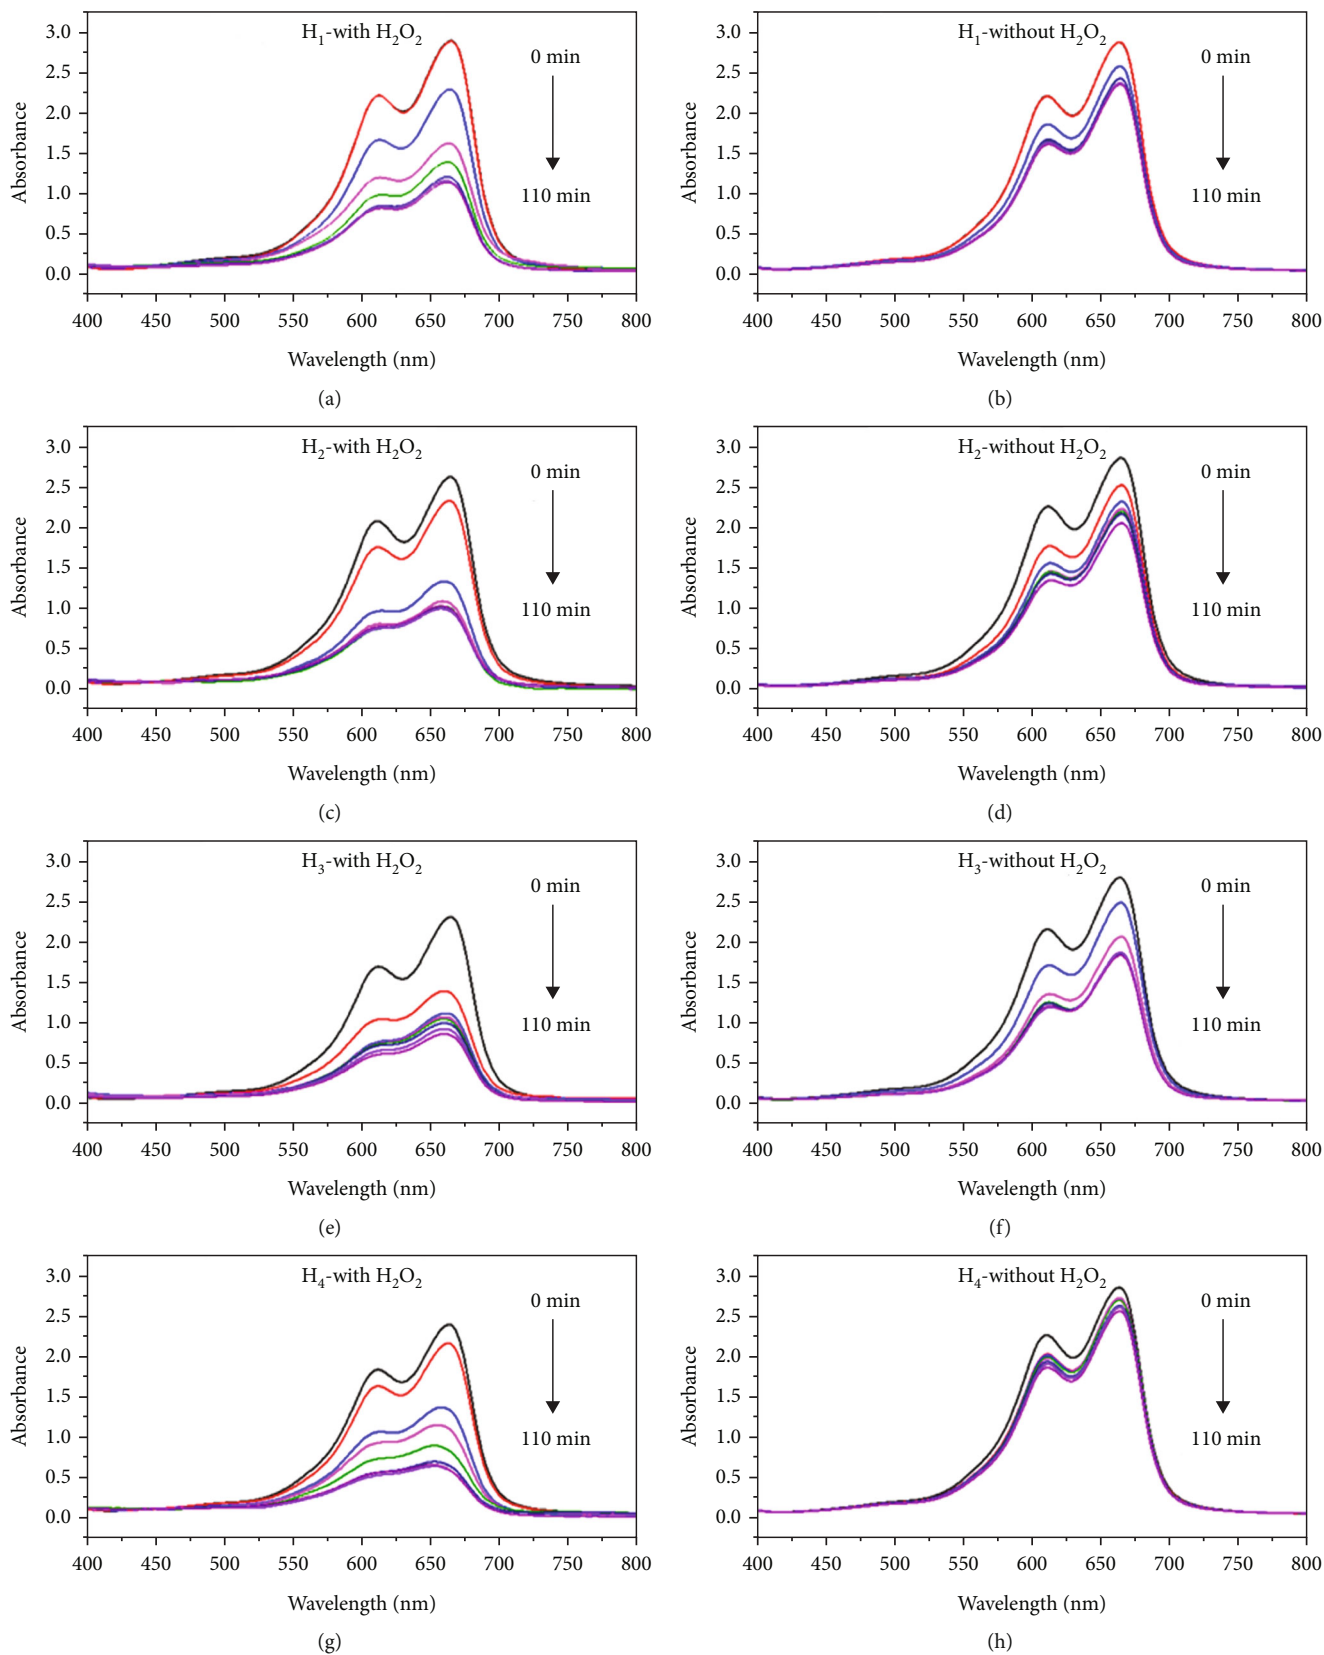 H₁-with H₂O₂
0 min
110 min
Absorbance
3.0
2.5
2.0
1.5
1.0
0.5
0.0
400 450 500 550 600 650 700 750 800
Wavelength (nm)
(a)
H₁-without H₂O₂
0 min
110 min
Absorbance
3.0
2.5
2.0
1.5
1.0
0.5
0.0
400 450 500 550 600 650 700 750 800
Wavelength (nm)
(b)
H₂-with H₂O₂
0 min
110 min
Absorbance
3.0
2.5
2.0
1.5
1.0
0.5
0.0
400 450 500 550 600 650 700 750 800
Wavelength (nm)
(c)
H₂-without H₂O₂
0 min
110 min
Absorbance
3.0
2.5
2.0
1.5
1.0
0.5
0.0
400 450 500 550 600 650 700 750 800
Wavelength (nm)
(d)
H₃-with H₂O₂
0 min
110 min
Absorbance
3.0
2.5
2.0
1.5
1.0
0.5
0.0
400 450 500 550 600 650 700 750 800
Wavelength (nm)
(e)
H₃-without H₂O₂
0 min
110 min
Absorbance
3.0
2.5
2.0
1.5
1.0
0.5
0.0
400 450 500 550 600 650 700 750 800
Wavelength (nm)
(f)
H₄-with H₂O₂
0 min
110 min
Absorbance
3.0
2.5
2.0
1.5
1.0
0.5
0.0
400 450 500 550 600 650 700 750 800
Wavelength (nm)
(g)
H₄-without H₂O₂
0 min
110 min
Absorbance
3.0
2.5
2.0
1.5
1.0
0.5
0.0
400 450 500 550 600 650 700 750 800
Wavelength (nm)
(h)